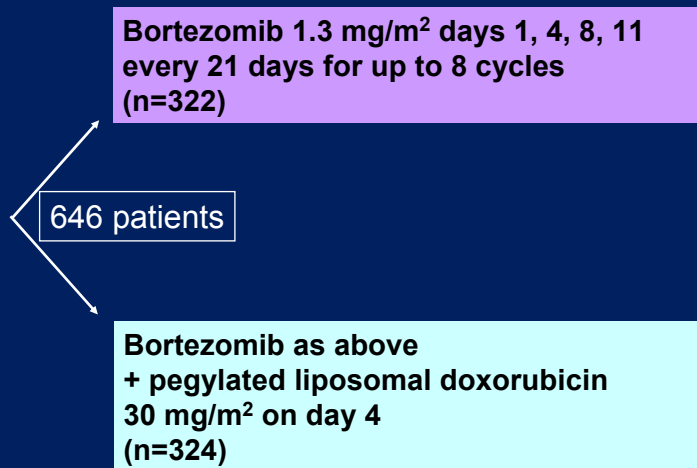 Bortezomib 1.3 mg/m² days 1, 4, 8, 11
every 21 days for up to 8 cycles
(n=322)
646 patients
Bortezomib as above
+ pegylated liposomal doxorubicin
30 mg/m² on day 4
(n=324)